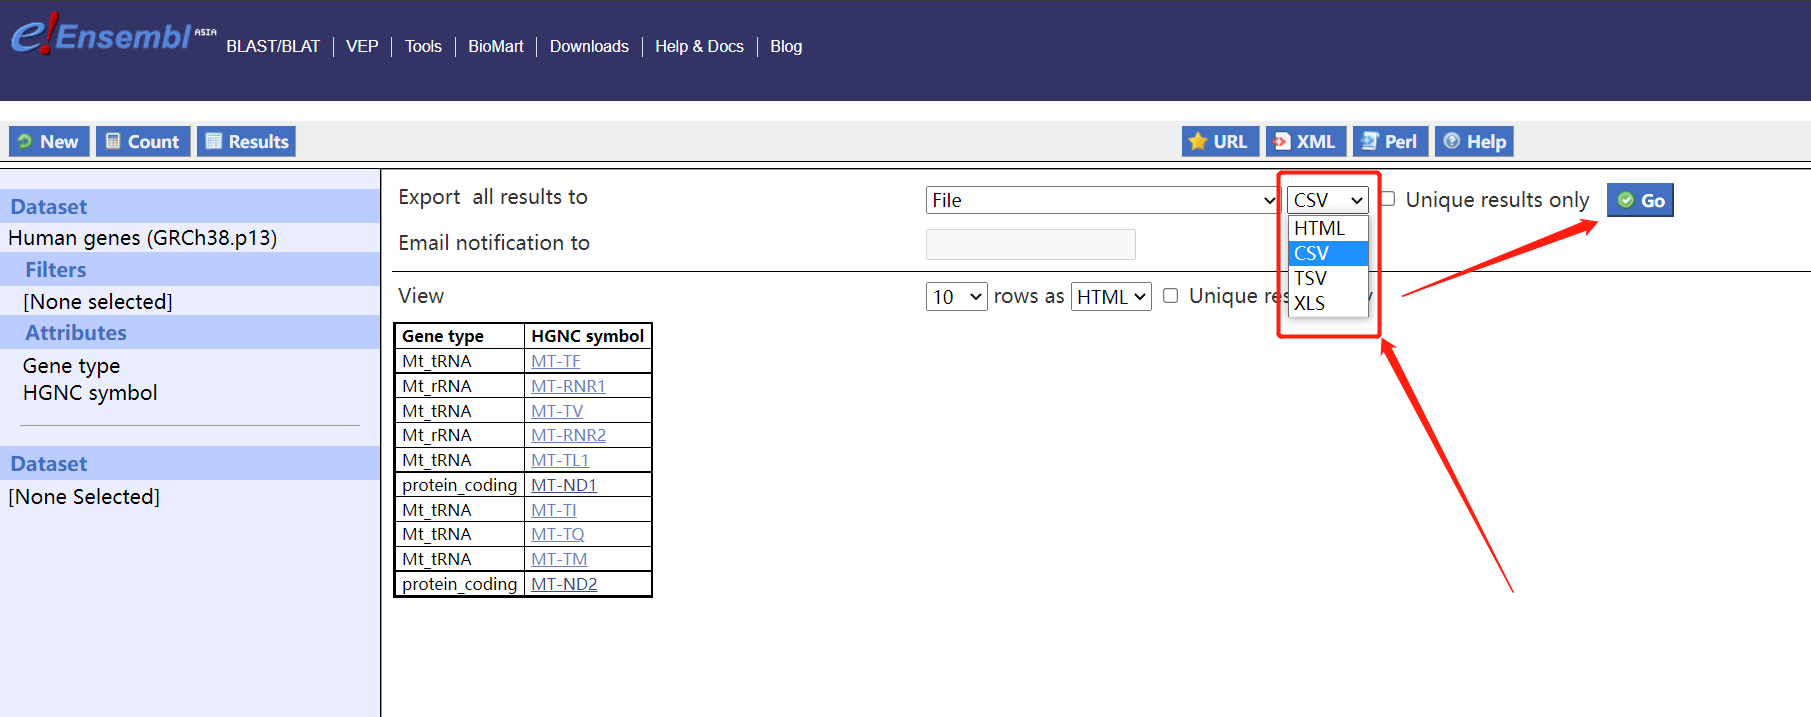 e!Ensembl ASIA BLAST/BLAT VEP Tools BioMart Downloads Help & Docs Blog
New Count Results URL XML Perl Help
Dataset
Human genes (GRCh38.p13)
Filters
[None selected]
Attributes
Gene type
HGNC symbol
Dataset
[None Selected]
Export all results to File CSV Unique results only Go
HTML
CSV
TSV
XLS
Email notification to
View 10 rows as HTML Unique
Gene type HGNC symbol
Mt_tRNA MT-TF
Mt_rRNA MT-RNR1
Mt_tRNA MT-TV
Mt_rRNA MT-RNR2
Mt_tRNA MT-TL1
protein_coding MT-ND1
Mt_tRNA MT-TI
Mt_tRNA MT-TQ
Mt_tRNA MT-TM
protein_coding MT-ND2